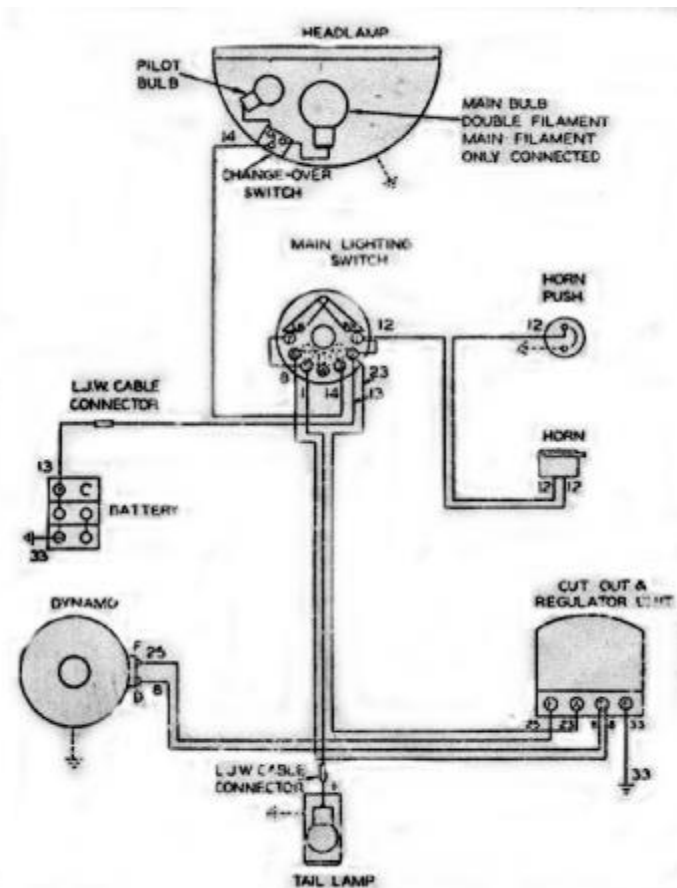 HEADLAMP
PILOT
BULB
MAIN BULB
DOUBLE FILAMENT
MAIN FILAMENT
ONLY CONNECTED
14
CHANGE-OVER
SWITCH
MAIN LIGHTING
SWITCH
HORN
PUSH
12
12
8
1
14
23
13
L.J.W. CABLE
CONNECTOR
HORN
12
12
13
BATTERY
33
DYNAMO
F
25
D
8
CUT OUT &
REGULATOR UNIT
25
23
8
33
33
L.J.W CABLE
CONNECTOR
TAIL LAMP